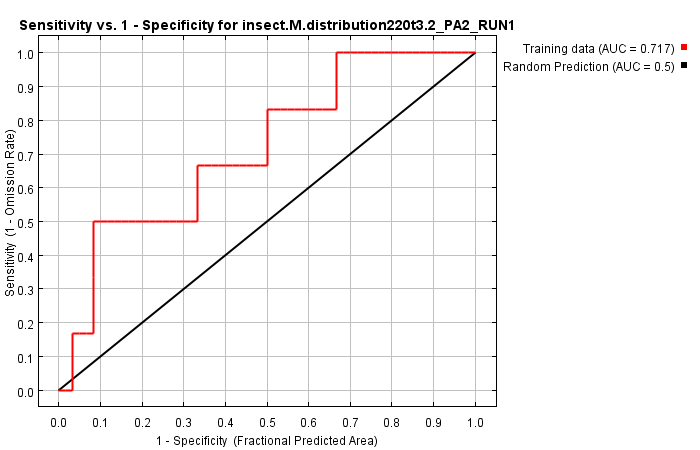 Sensitivity vs. 1 - Specificity for insect.M.distribution220t3.2_PA2_RUN1
Training data (AUC = 0.717)
Random Prediction (AUC = 0.5)
Sensitivity (1 - Omission Rate)
1.0
0.9
0.8
0.7
0.6
0.5
0.4
0.3
0.2
0.1
0.0
0.0 0.1 0.2 0.3 0.4 0.5 0.6 0.7 0.8 0.9 1.0
1 - Specificity (Fractional Predicted Area)